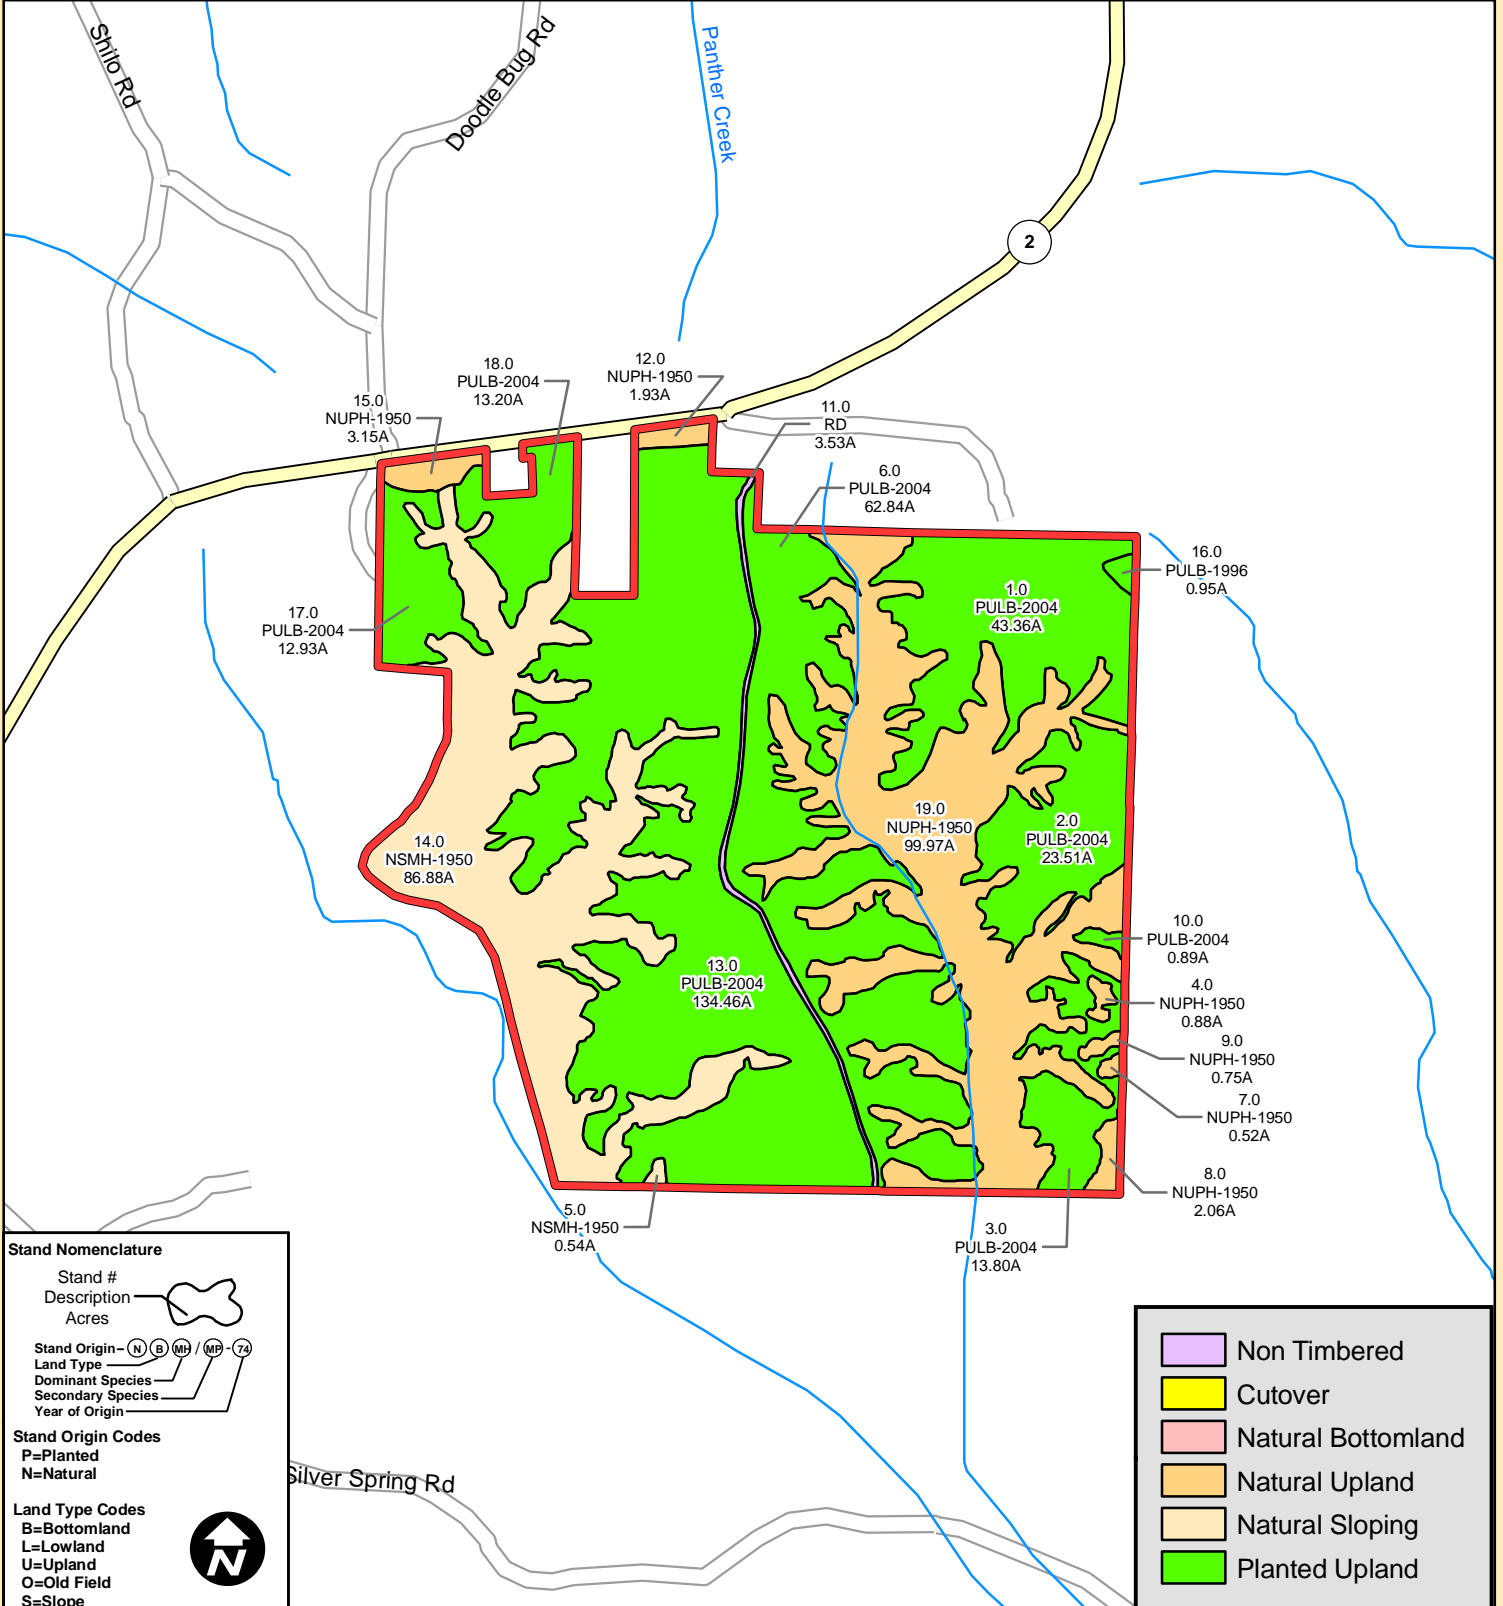 Shilo Rd
Doodle Bug Rd
Panther Creek
2
18.0
PULB-2004
13.20A
12.0
NUPH-1950
1.93A
15.0
NUPH-1950
3.15A
11.0
RD
3.53A
6.0
PULB-2004
62.84A
16.0
PULB-1996
0.95A
1.0
PULB-2004
43.36A
17.0
PULB-2004
12.93A
19.0
NUPH-1950
99.97A
2.0
PULB-2004
23.51A
14.0
NSMH-1950
86.88A
10.0
PULB-2004
0.89A
13.0
PULB-2004
134.46A
4.0
NUPH-1950
0.88A
9.0
NUPH-1950
0.75A
7.0
NUPH-1950
0.52A
8.0
NUPH-1950
2.06A
5.0
NSMH-1950
0.54A
3.0
PULB-2004
13.80A
Stand Nomenclature
Stand #
Description
Acres
Stand Origin - N B MH / MP - 74
Land Type
Dominant Species
Secondary Species
Year of Origin
Stand Origin Codes
P=Planted
N=Natural
Land Type Codes
B=Bottomland
L=Lowland
U=Upland
O=Old Field
S=Slope
N
Silver Spring Rd
Non Timbered
Cutover
Natural Bottomland
Natural Upland
Natural Sloping
Planted Upland